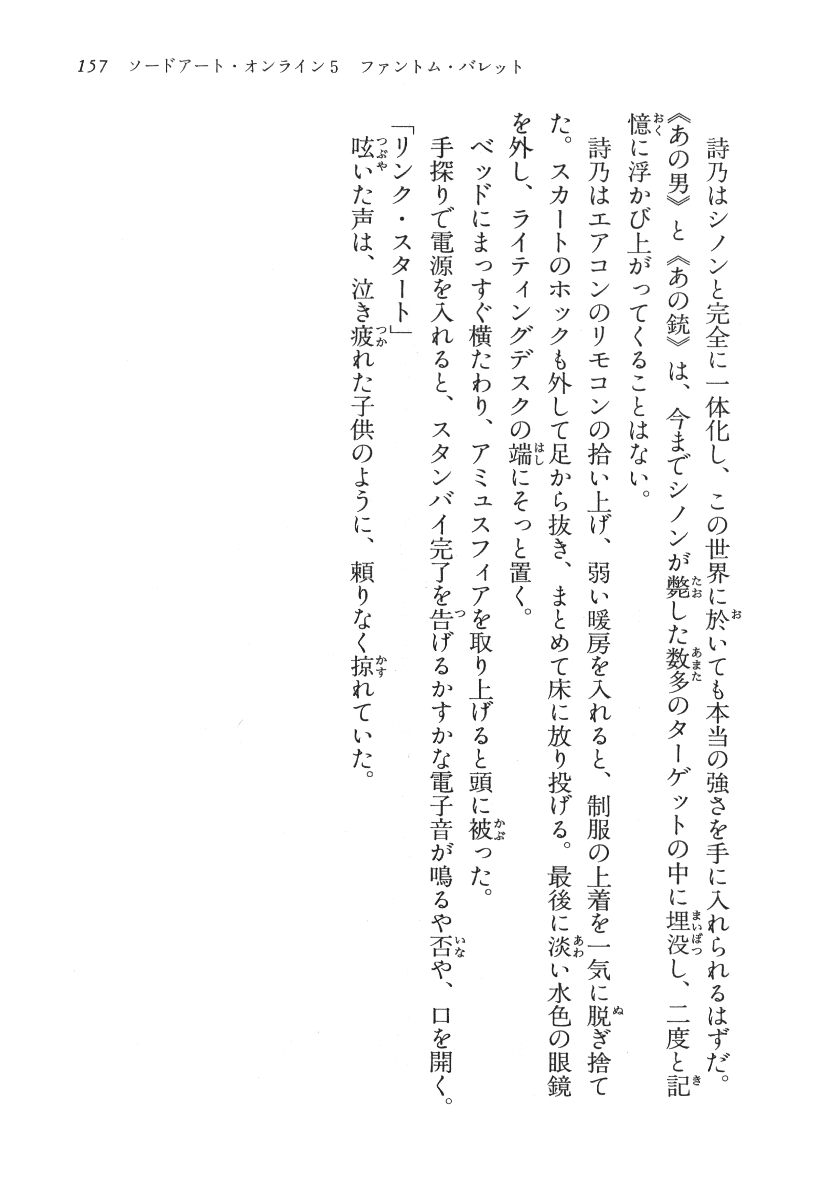 157 ソードアート・オンライン5 ファントム・バレット
詩乃はシノンと完全に一体化し、この世界に於いても本当の強さを手に入れられるはずだ。
《あの男》と《あの銃》は、今までシノンが斃した数多のターゲットの中に埋没し、二度と記
憶に浮かび上がってくることはない。
詩乃はエアコンのリモコンの拾い上げ、弱い暖房を入れると、制服の上着を一気に脱ぎ捨て
た。スカートのホックも外して足から抜き、まとめて床に放り投げる。最後に淡い水色の眼鏡
を外し、ライティングデスクの端にそっと置く。
ベッドにまっすぐ横たわり、アミュスフィアを取り上げると頭に被った。
手探りで電源を入れると、スタンバイ完了を告げるかすかな電子音が鳴るや否や、口を開く。
「リンク・スタート」
呟いた声は、泣き疲れた子供のように、頼りなく掠れていた。